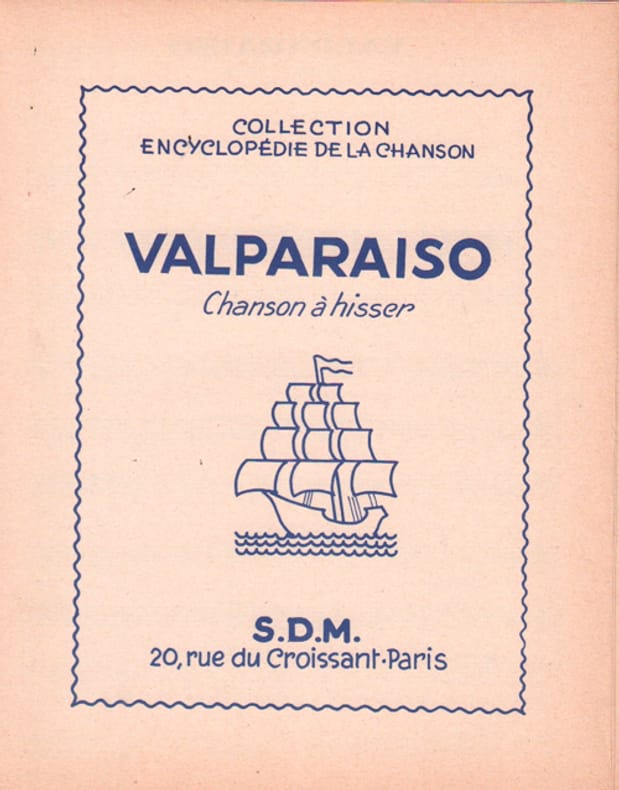 COLLECTION
ENCYCLOPÉDIE DE LA CHANSON
VALPARAISO
Chanson à hisser
S.D.M.
20, rue du Croissant·Paris